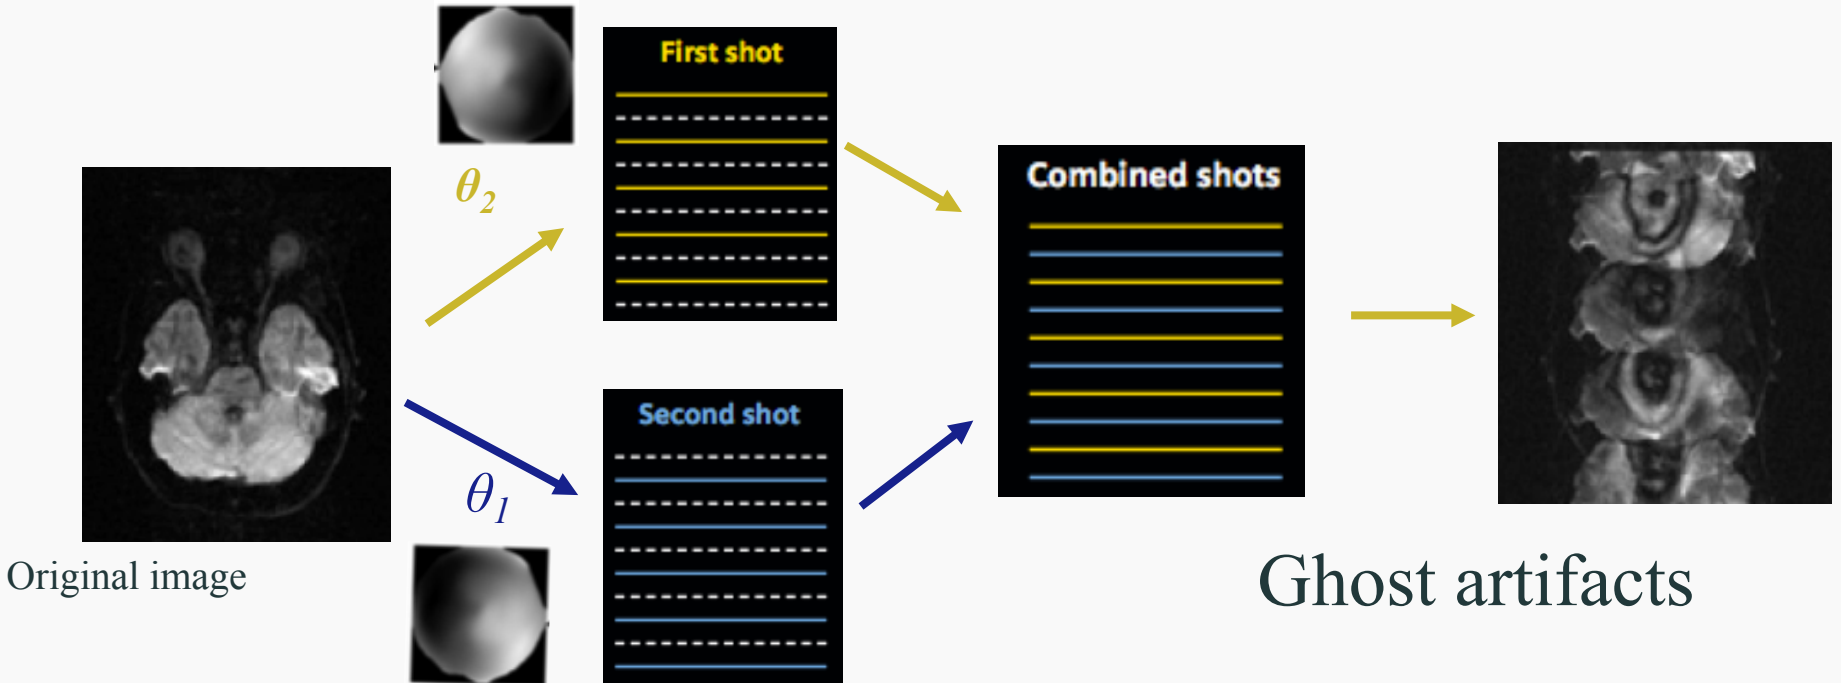 First shot
θ2
Combined shots
Second shot
θ1
Original image
Ghost artifacts